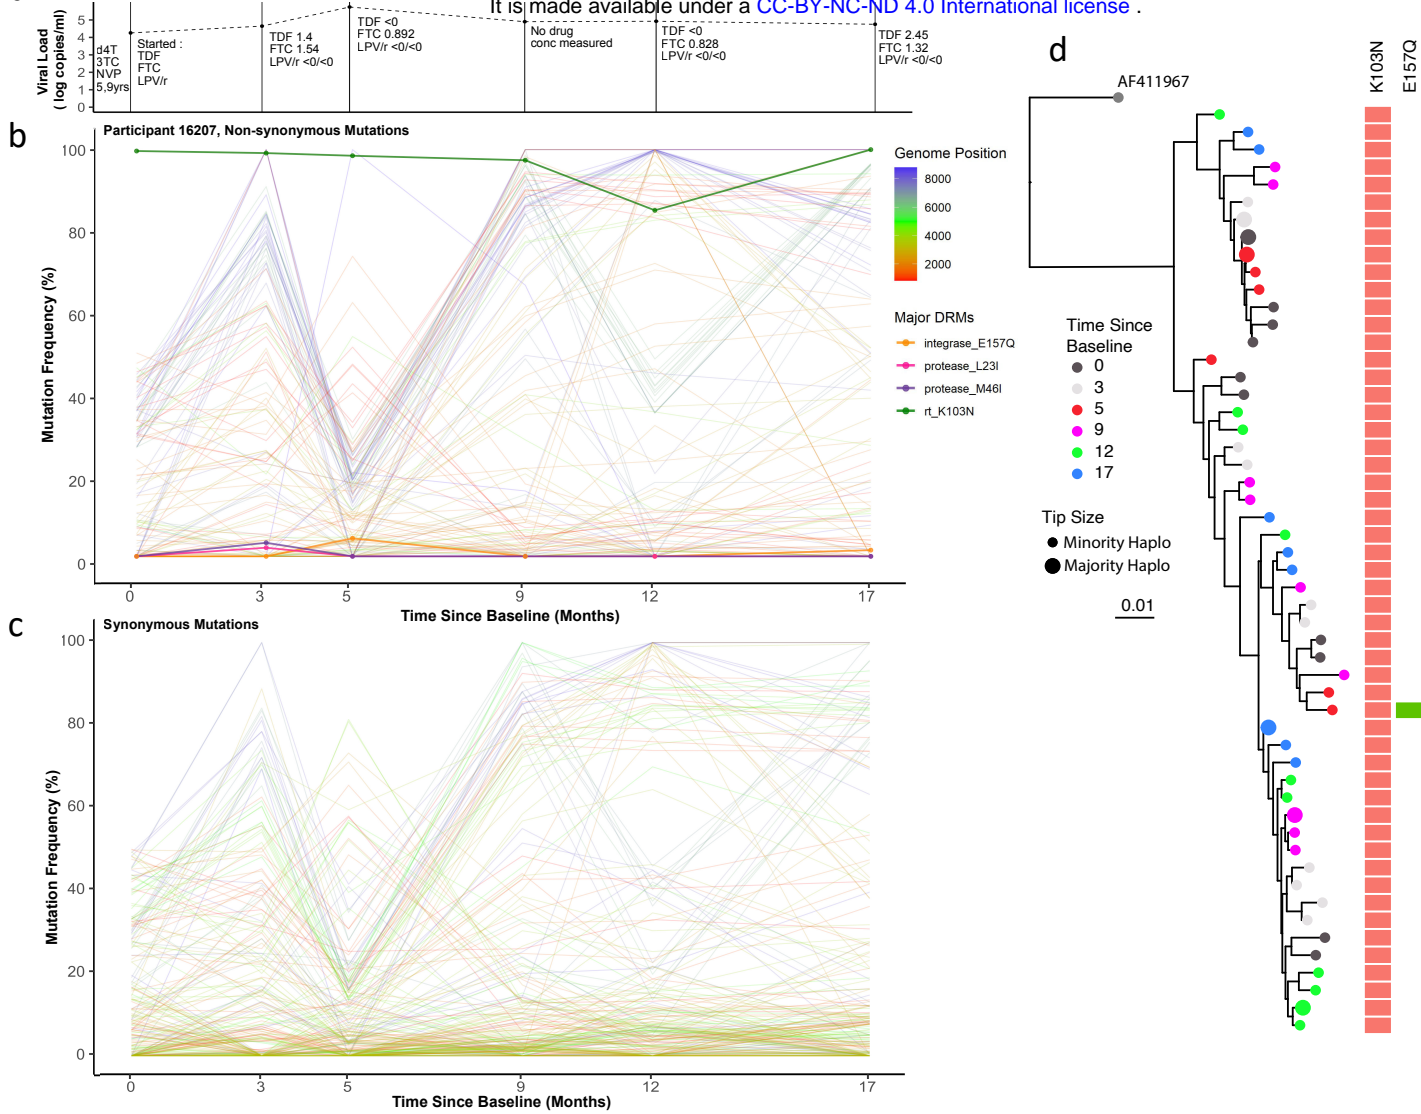 It is made available under a CC-BY-NC-ND 4.0 International license .
Viral Load
( log copies/ml)
5
4
3
2
1
0
d4T
3TC
NVP
5,9yrs
Started :
TDF
FTC
LPV/r
TDF 1.4
FTC 1.54
LPV/r <0/<0
TDF <0
FTC 0.892
LPV/r <0/<0
No drug
conc measured
TDF <0
FTC 0.828
LPV/r <0/<0
TDF 2.45
FTC 1.32
LPV/r <0/<0
b
Participant 16207, Non-synonymous Mutations
Mutation Frequency (%)
100
80
60
40
20
0
0 3 5 9 12 17
Time Since Baseline (Months)
Genome Position
8000
6000
4000
2000
Major DRMs
integrase_E157Q
protease_L23I
protease_M46I
rt_K103N
c
Synonymous Mutations
Mutation Frequency (%)
100
80
60
40
20
0
0 3 5 9 12 17
Time Since Baseline (Months)
d
AF411967
K103N
E157Q
Time Since
Baseline
0
3
5
9
12
17
Tip Size
Minority Haplo
Majority Haplo
0.01